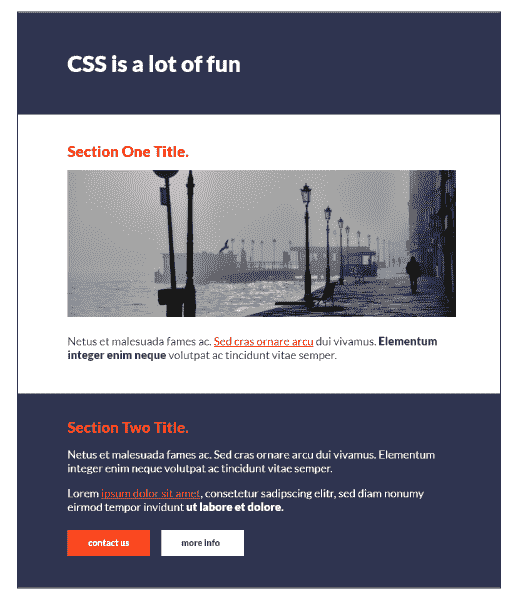 CSS is a lot of fun
Section One Title.
Netus et malesuada fames ac. Sed cras ornare arcu dui vivamus. Elementum
integer enim neque volutpat ac tincidunt vitae semper.
Section Two Title.
Netus et malesuada fames ac. Sed cras ornare arcu dui vivamus. Elementum
integer enim neque volutpat ac tincidunt vitae semper.
Lorem ipsum dolor sit amet, consetetur sadipscing elitr, sed diam nonumy
eirmod tempor invidunt ut labore et dolore.
contact us more info